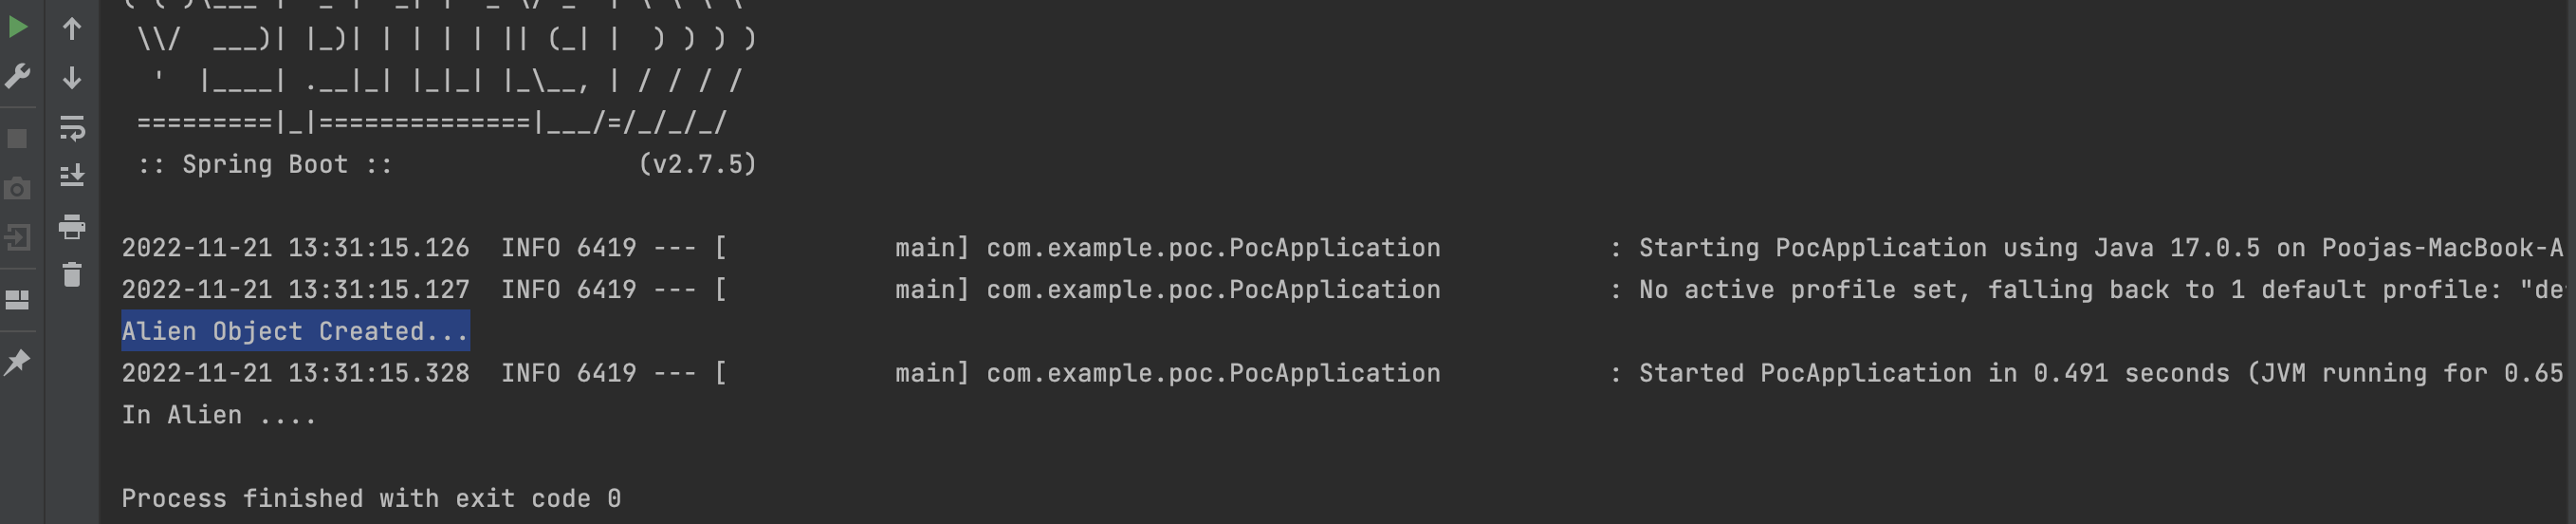 \\/  ___)| |_)| | | | | || (_| |  ) ) ) )
  '  |____| .__|_| |_|_| |_\__, | / / / /
 =========|_|==============|___/=/_/_/_/
 :: Spring Boot ::                (v2.7.5)
2022-11-21 13:31:15.126  INFO 6419 --- [           main] com.example.poc.PocApplication           : Starting PocApplication using Java 17.0.5 on Poojas-MacBook-A
2022-11-21 13:31:15.127  INFO 6419 --- [           main] com.example.poc.PocApplication           : No active profile set, falling back to 1 default profile: "de
Alien Object Created...
2022-11-21 13:31:15.328  INFO 6419 --- [           main] com.example.poc.PocApplication           : Started PocApplication in 0.491 seconds (JVM running for 0.65
In Alien ....
Process finished with exit code 0